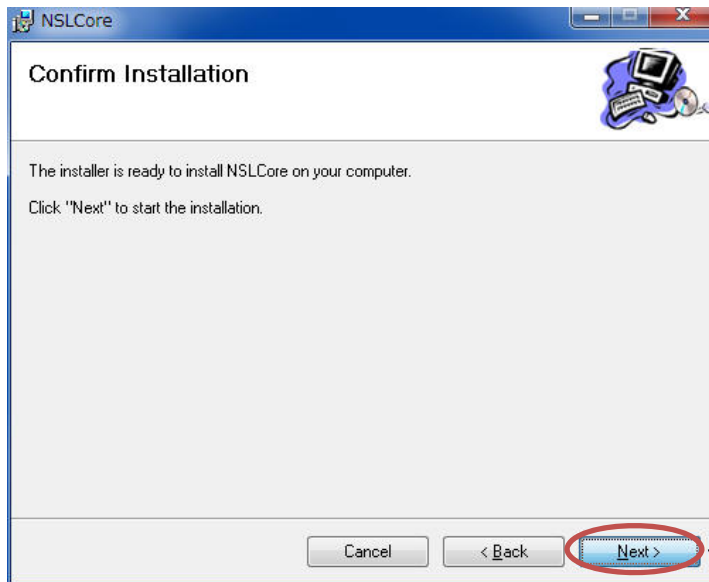 NSLCore
Confirm Installation
The installer is ready to install NSLCore on your computer.
Click "Next" to start the installation.
Cancel
< Back
Next >